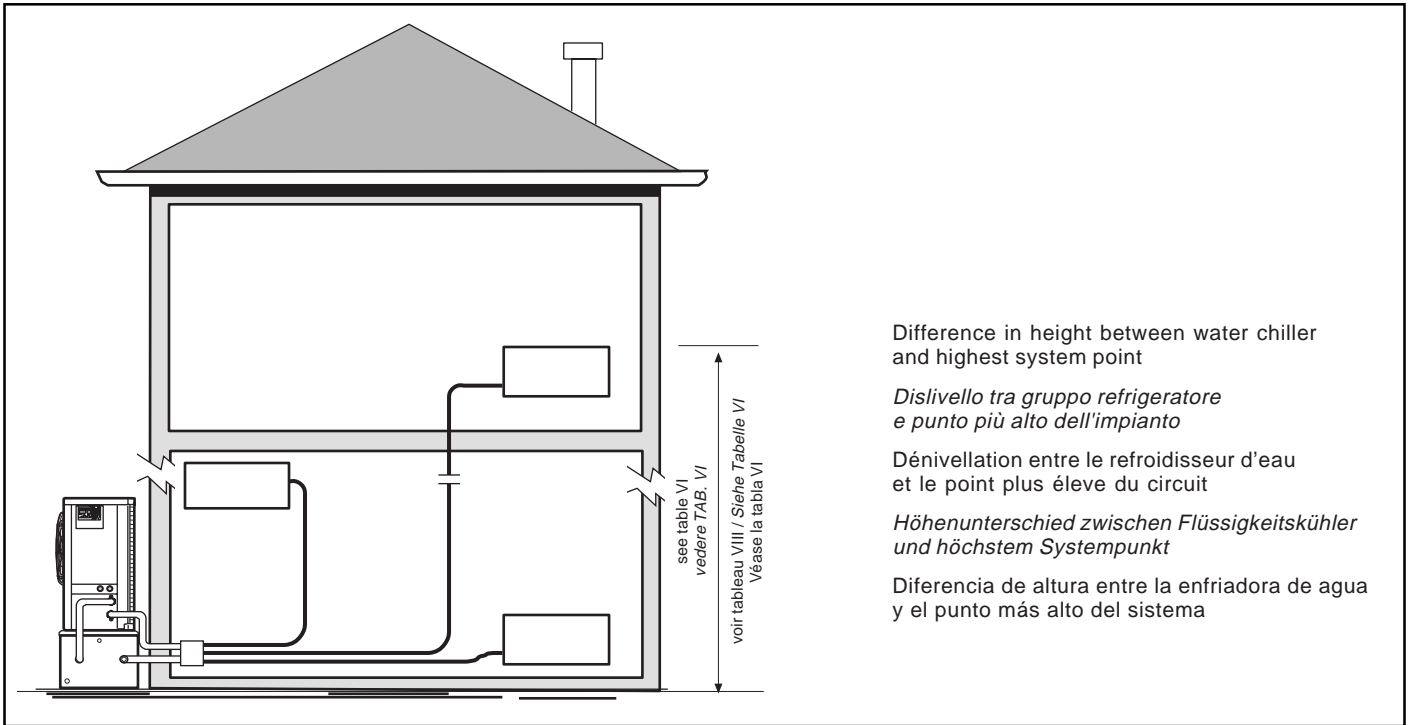 see table VI
vedere TAB. VI
voir tableau VIII / Siehe Tabelle VI
Véase la tabla VI
Difference in height between water chiller
and highest system point
Dislivello tra gruppo refrigeratore
e punto più alto dell'impianto
Dénivellation entre le refroidisseur d'eau
et le point plus éleve du circuit
Höhenunterschied zwischen Flüssigkeitskühler
und höchstem Systempunkt
Diferencia de altura entre la enfriadora de agua
y el punto más alto del sistema